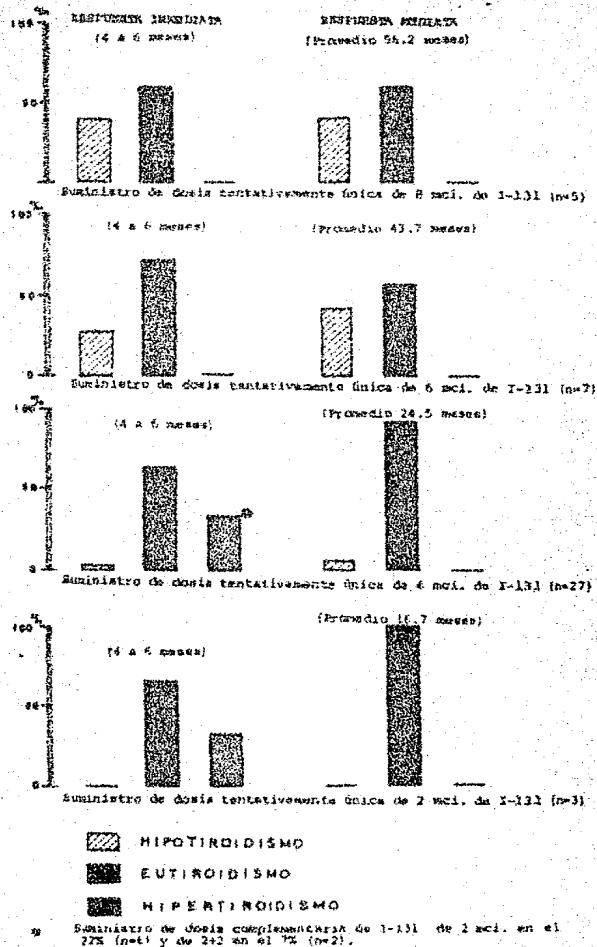 %
RESPUESTA INMEDIATA RESPUESTA MEDIATA
100
(4 a 6 meses) (Promedio 56.2 meses)
50
0
Suministro de dosis tentativamente única de 8 mci. de I-131 (n=5)
%
100
(4 a 6 meses) (Promedio 43.7 meses)
50
0
Suministro de dosis tentativamente única de 6 mci. de I-131 (n=7)
%
100
(4 a 6 meses) (Promedio 24.5 meses)
50
0
Suministro de dosis tentativamente única de 4 mci. de I-131 (n=27)
%
100
(Promedio 16.7 meses)
(4 a 6 meses)
50
0
Suministro de dosis tentativamente única de 2 mci. de I-131 (n=3)
HIPOTIROIDISMO
EUTIROIDISMO
HIPERTIROIDISMO
Suministro de dosis complementaria de I-131 de 2 mci. en el
22% (n=6) y de 2+2 en el 7% (n=2).